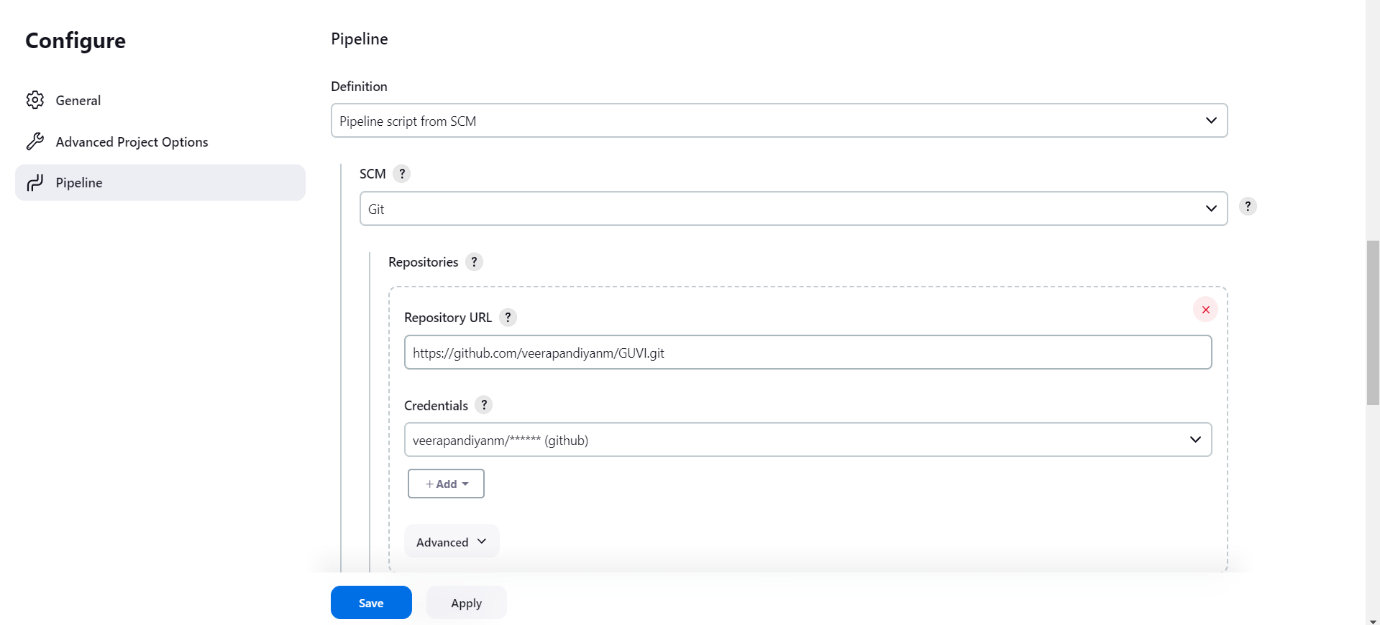 Configure
General
Advanced Project Options
Pipeline
Pipeline
Definition
Pipeline script from SCM
SCM ?
Git
?
Repositories ?
Repository URL ?
https://github.com/veerapandiyanm/GUVI.git
Credentials ?
veerapandiyanm/****** (github)
+ Add
Advanced
Save
Apply